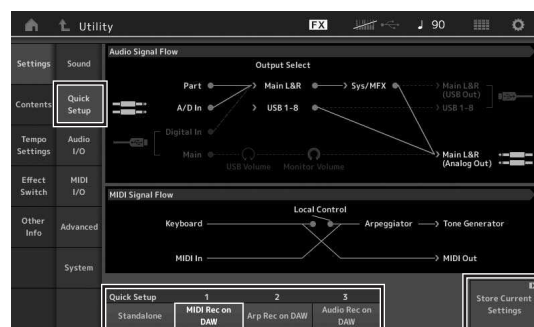 Utility
FX
90
Settings
Sound
Contents
Quick Setup
Tempo Settings
Audio I/O
Effect Switch
MIDI I/O
Other Info
Advanced
System
Audio Signal Flow
Output Select
Part
Main L&R
Sys/MFX
Main L&R (USB Out)
A/D In
USB 1-8
USB 1-8
Digital In
Main
USB Volume
Monitor Volume
Main L&R (Analog Out)
MIDI Signal Flow
Local Control
Keyboard
Arpeggiator
Tone Generator
MIDI In
MIDI Out
Quick Setup
1
2
3
Standalone
MIDI Rec on DAW
Arp Rec on DAW
Audio Rec on DAW
Store Current Settings